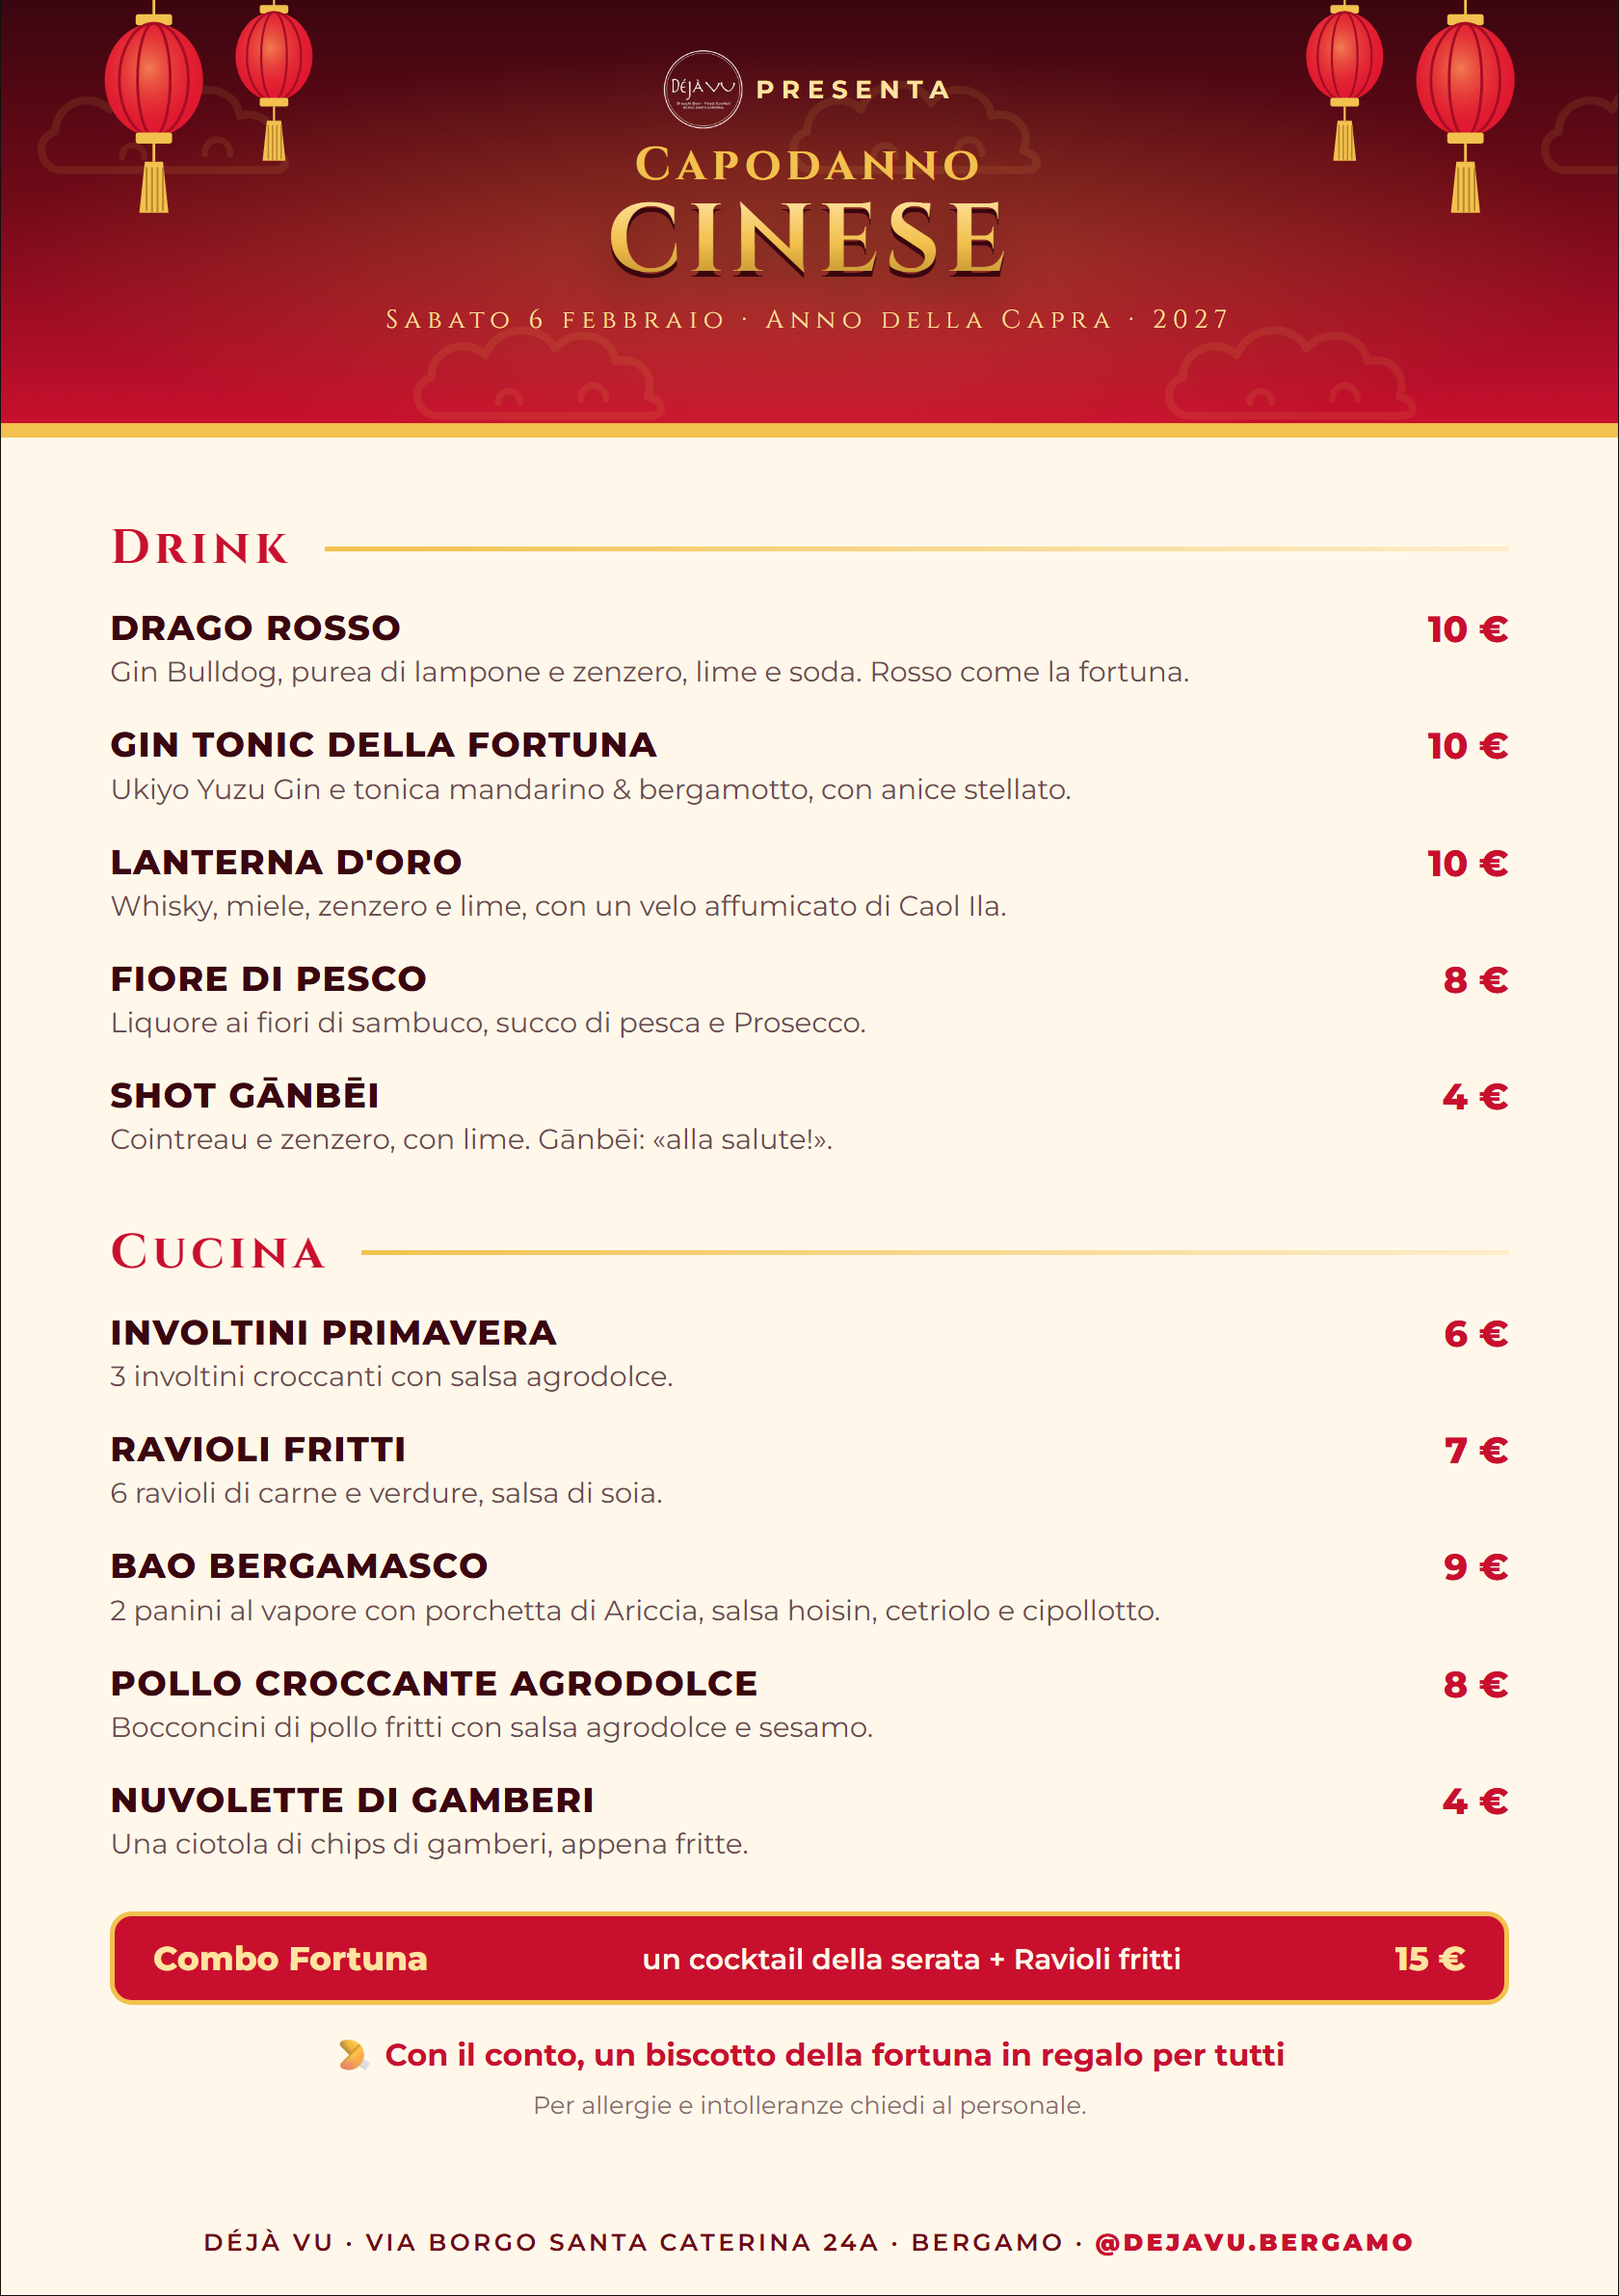 DÉJÀ VU PRESENTA
CAPODANNO
CINESE
SABATO 6 FEBBRAIO · ANNO DELLA CAPRA · 2027
DRINK
DRAGO ROSSO 10 €
Gin Bulldog, purea di lampone e zenzero, lime e soda. Rosso come la fortuna.
GIN TONIC DELLA FORTUNA 10 €
Ukiyo Yuzu Gin e tonica mandarino & bergamotto, con anice stellato.
LANTERNA D'ORO 10 €
Whisky, miele, zenzero e lime, con un velo affumicato di Caol Ila.
FIORE DI PESCO 8 €
Liquore ai fiori di sambuco, succo di pesca e Prosecco.
SHOT GĀNBĒI 4 €
Cointreau e zenzero, con lime. Gānbēi: «alla salute!».
CUCINA
INVOLTINI PRIMAVERA 6 €
3 involtini croccanti con salsa agrodolce.
RAVIOLI FRITTI 7 €
6 ravioli di carne e verdure, salsa di soia.
BAO BERGAMASCO 9 €
2 panini al vapore con porchetta di Ariccia, salsa hoisin, cetriolo e cipollotto.
POLLO CROCCANTE AGRODOLCE 8 €
Bocconcini di pollo fritti con salsa agrodolce e sesamo.
NUVOLETTE DI GAMBERI 4 €
Una ciotola di chips di gamberi, appena fritte.
Combo Fortuna un cocktail della serata + Ravioli fritti 15 €
Con il conto, un biscotto della fortuna in regalo per tutti
Per allergie e intolleranze chiedi al personale.
DÉJÀ VU · VIA BORGO SANTA CATERINA 24A · BERGAMO · @DEJAVU.BERGAMO